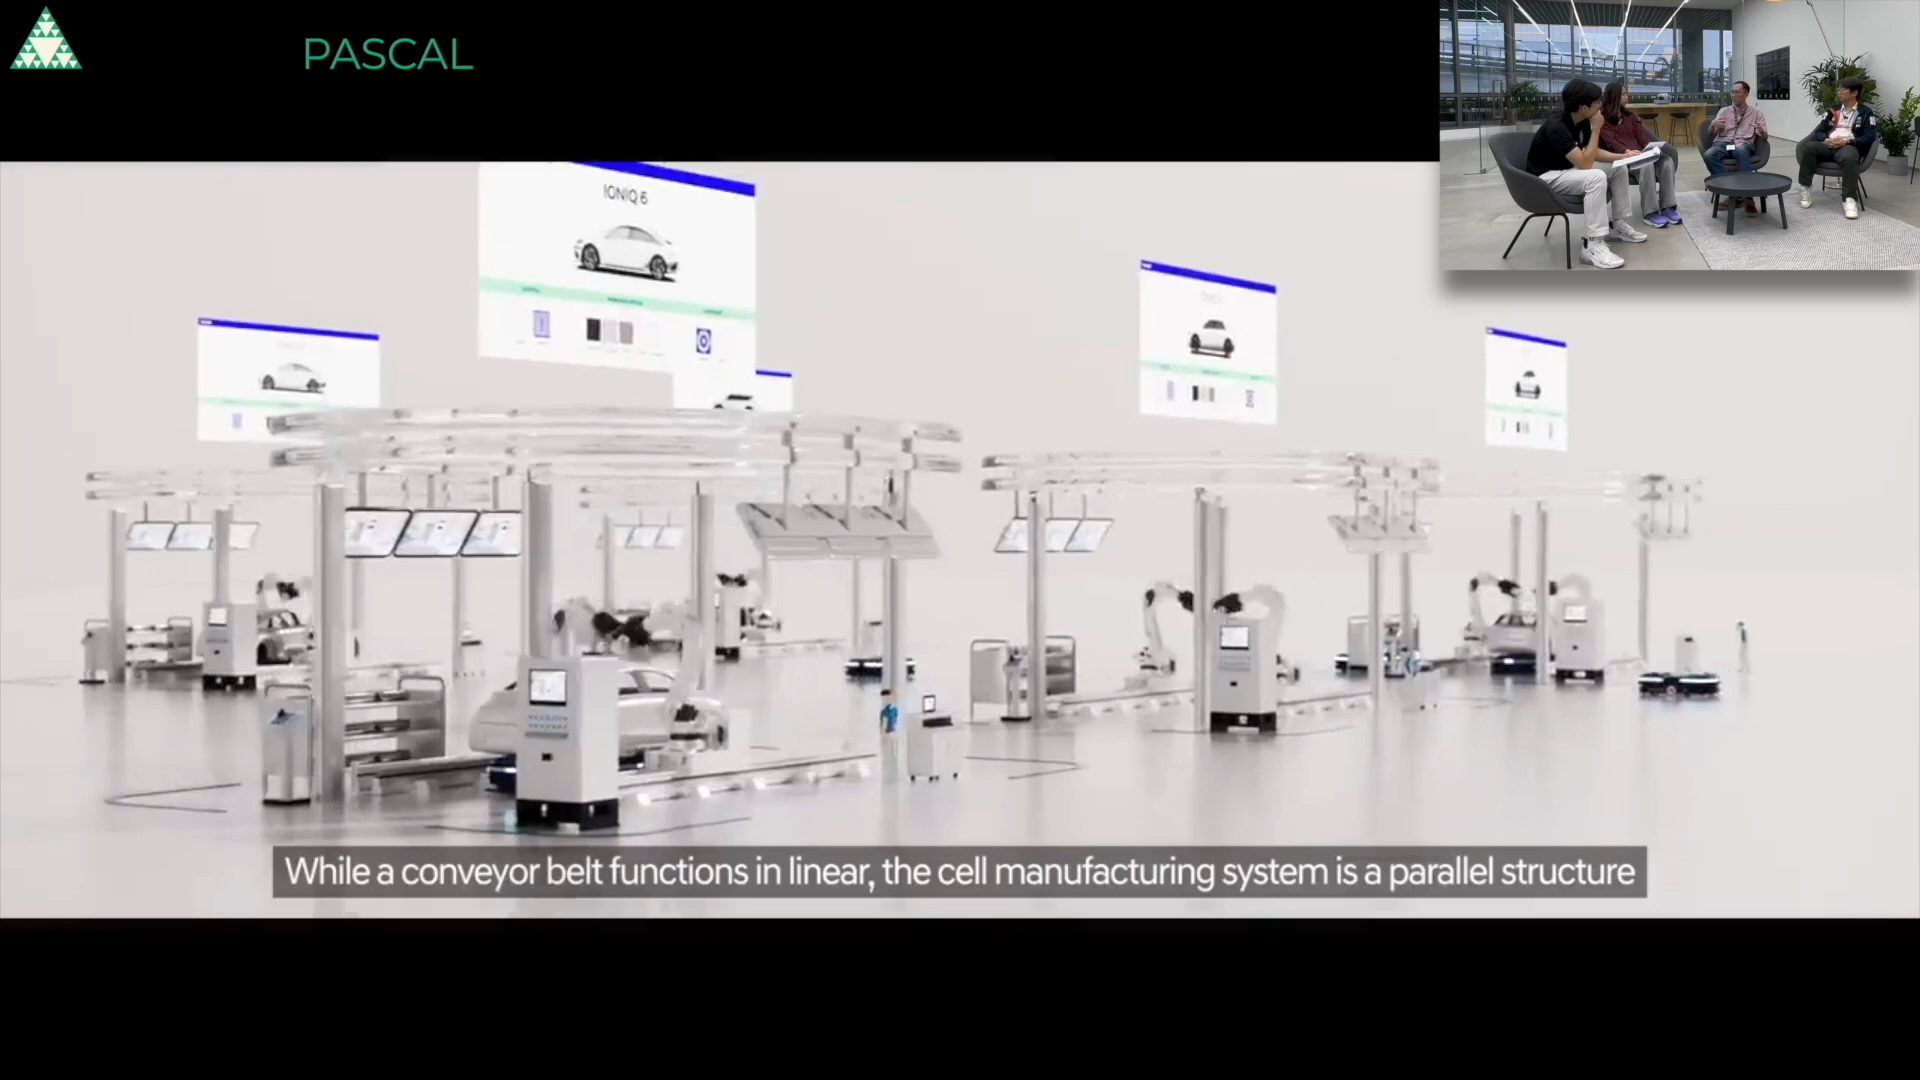 PASCAL
IONIQ 6
While a conveyor belt functions in linear, the cell manufacturing system is a parallel structure